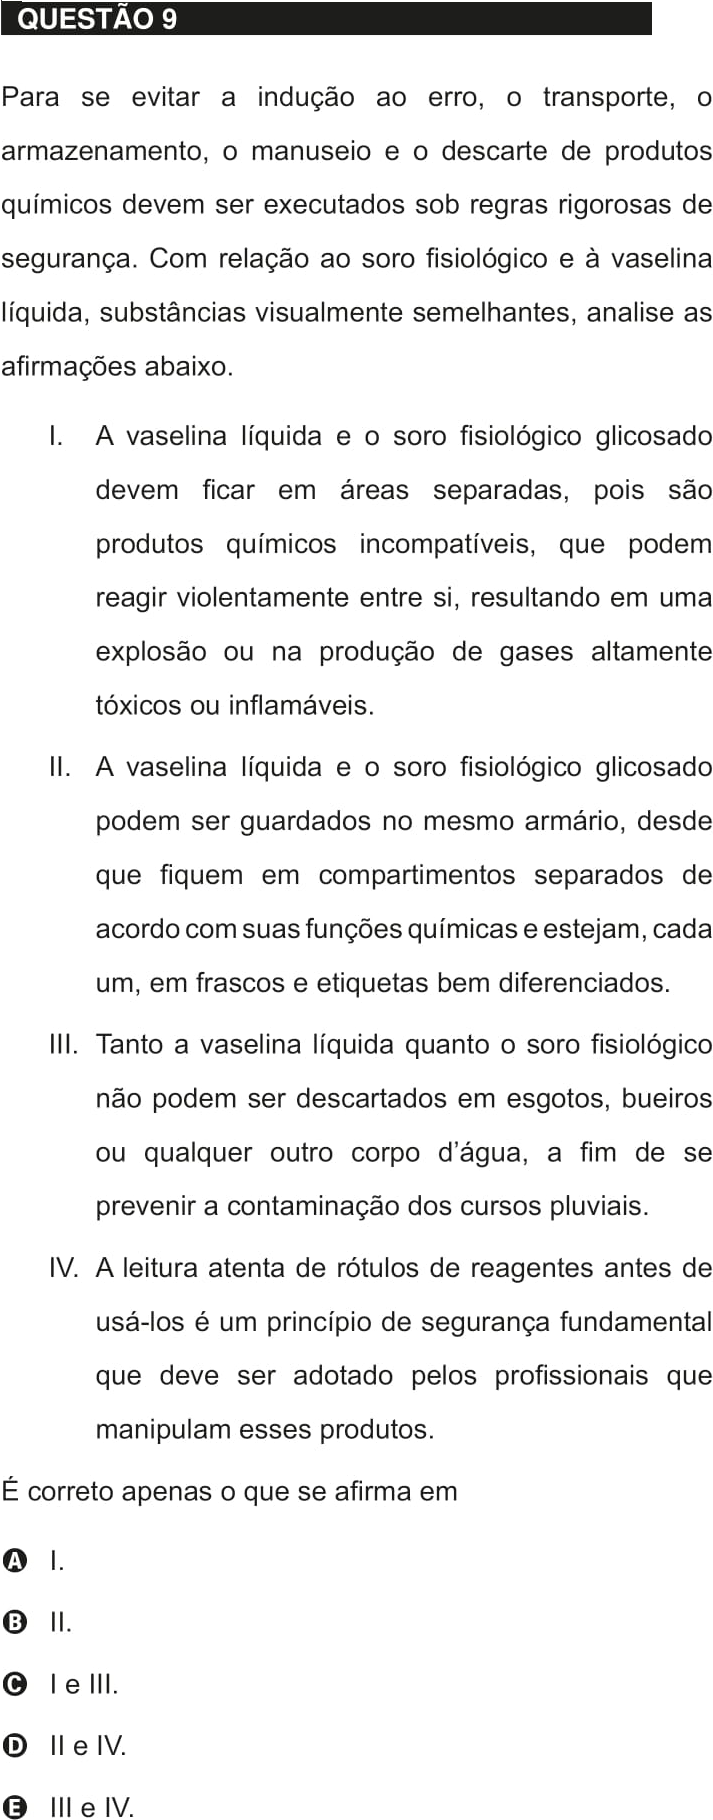 QUESTÃO 9
Para se evitar a indução ao erro, o transporte, o
armazenamento, o manuseio e o descarte de produtos
químicos devem ser executados sob regras rigorosas de
segurança. Com relação ao soro fisiológico e à vaselina
líquida, substâncias visualmente semelhantes, analise as
afirmações abaixo.
I. A vaselina líquida e o soro fisiológico glicosado
devem ficar em áreas separadas, pois são
produtos químicos incompatíveis, que podem
reagir violentamente entre si, resultando em uma
explosão ou na produção de gases altamente
tóxicos ou inflamáveis.
II. A vaselina líquida e o soro fisiológico glicosado
podem ser guardados no mesmo armário, desde
que fiquem em compartimentos separados de
acordo com suas funções químicas e estejam, cada
um, em frascos e etiquetas bem diferenciados.
III. Tanto a vaselina líquida quanto o soro fisiológico
não podem ser descartados em esgotos, bueiros
ou qualquer outro corpo d’água, a fim de se
prevenir a contaminação dos cursos pluviais.
IV. A leitura atenta de rótulos de reagentes antes de
usá-los é um princípio de segurança fundamental
que deve ser adotado pelos profissionais que
manipulam esses produtos.
É correto apenas o que se afirma em
A I.
B II.
C I e III.
D II e IV.
E III e IV.